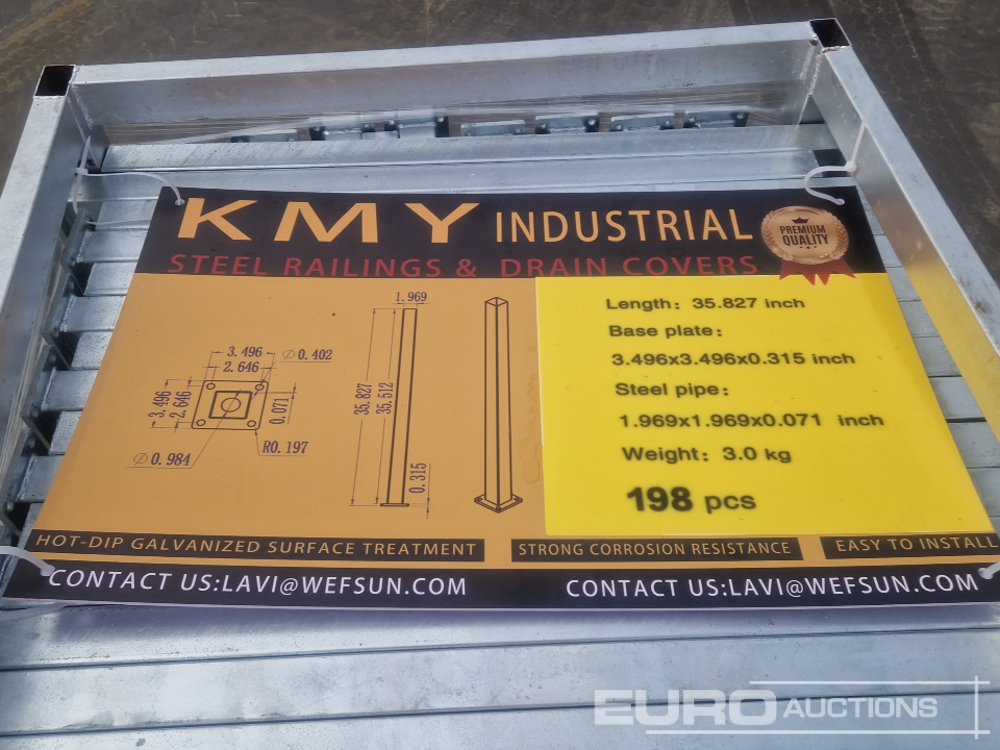 KMY INDUSTRIAL
PREMIUM
QUALITY
STEEL RAILINGS & DRAIN COVERS
1.969
3.496
2.646
Ø0.402
3.496
2.646
0.071
R0.197
Ø0.984
35.827
35.512
0.315
Length: 35.827 inch
Base plate:
3.496x3.496x0.315 inch
Steel pipe:
1.969x1.969x0.071 inch
Weight: 3.0 kg
198 pcs
HOT-DIP GALVANIZED SURFACE TREATMENT
STRONG CORROSION RESISTANCE
EASY TO INSTALL
CONTACT US:LAVI@WEFSUN.COM
CONTACT US:LAVI@WEFSUN.COM
EURO AUCTIONS